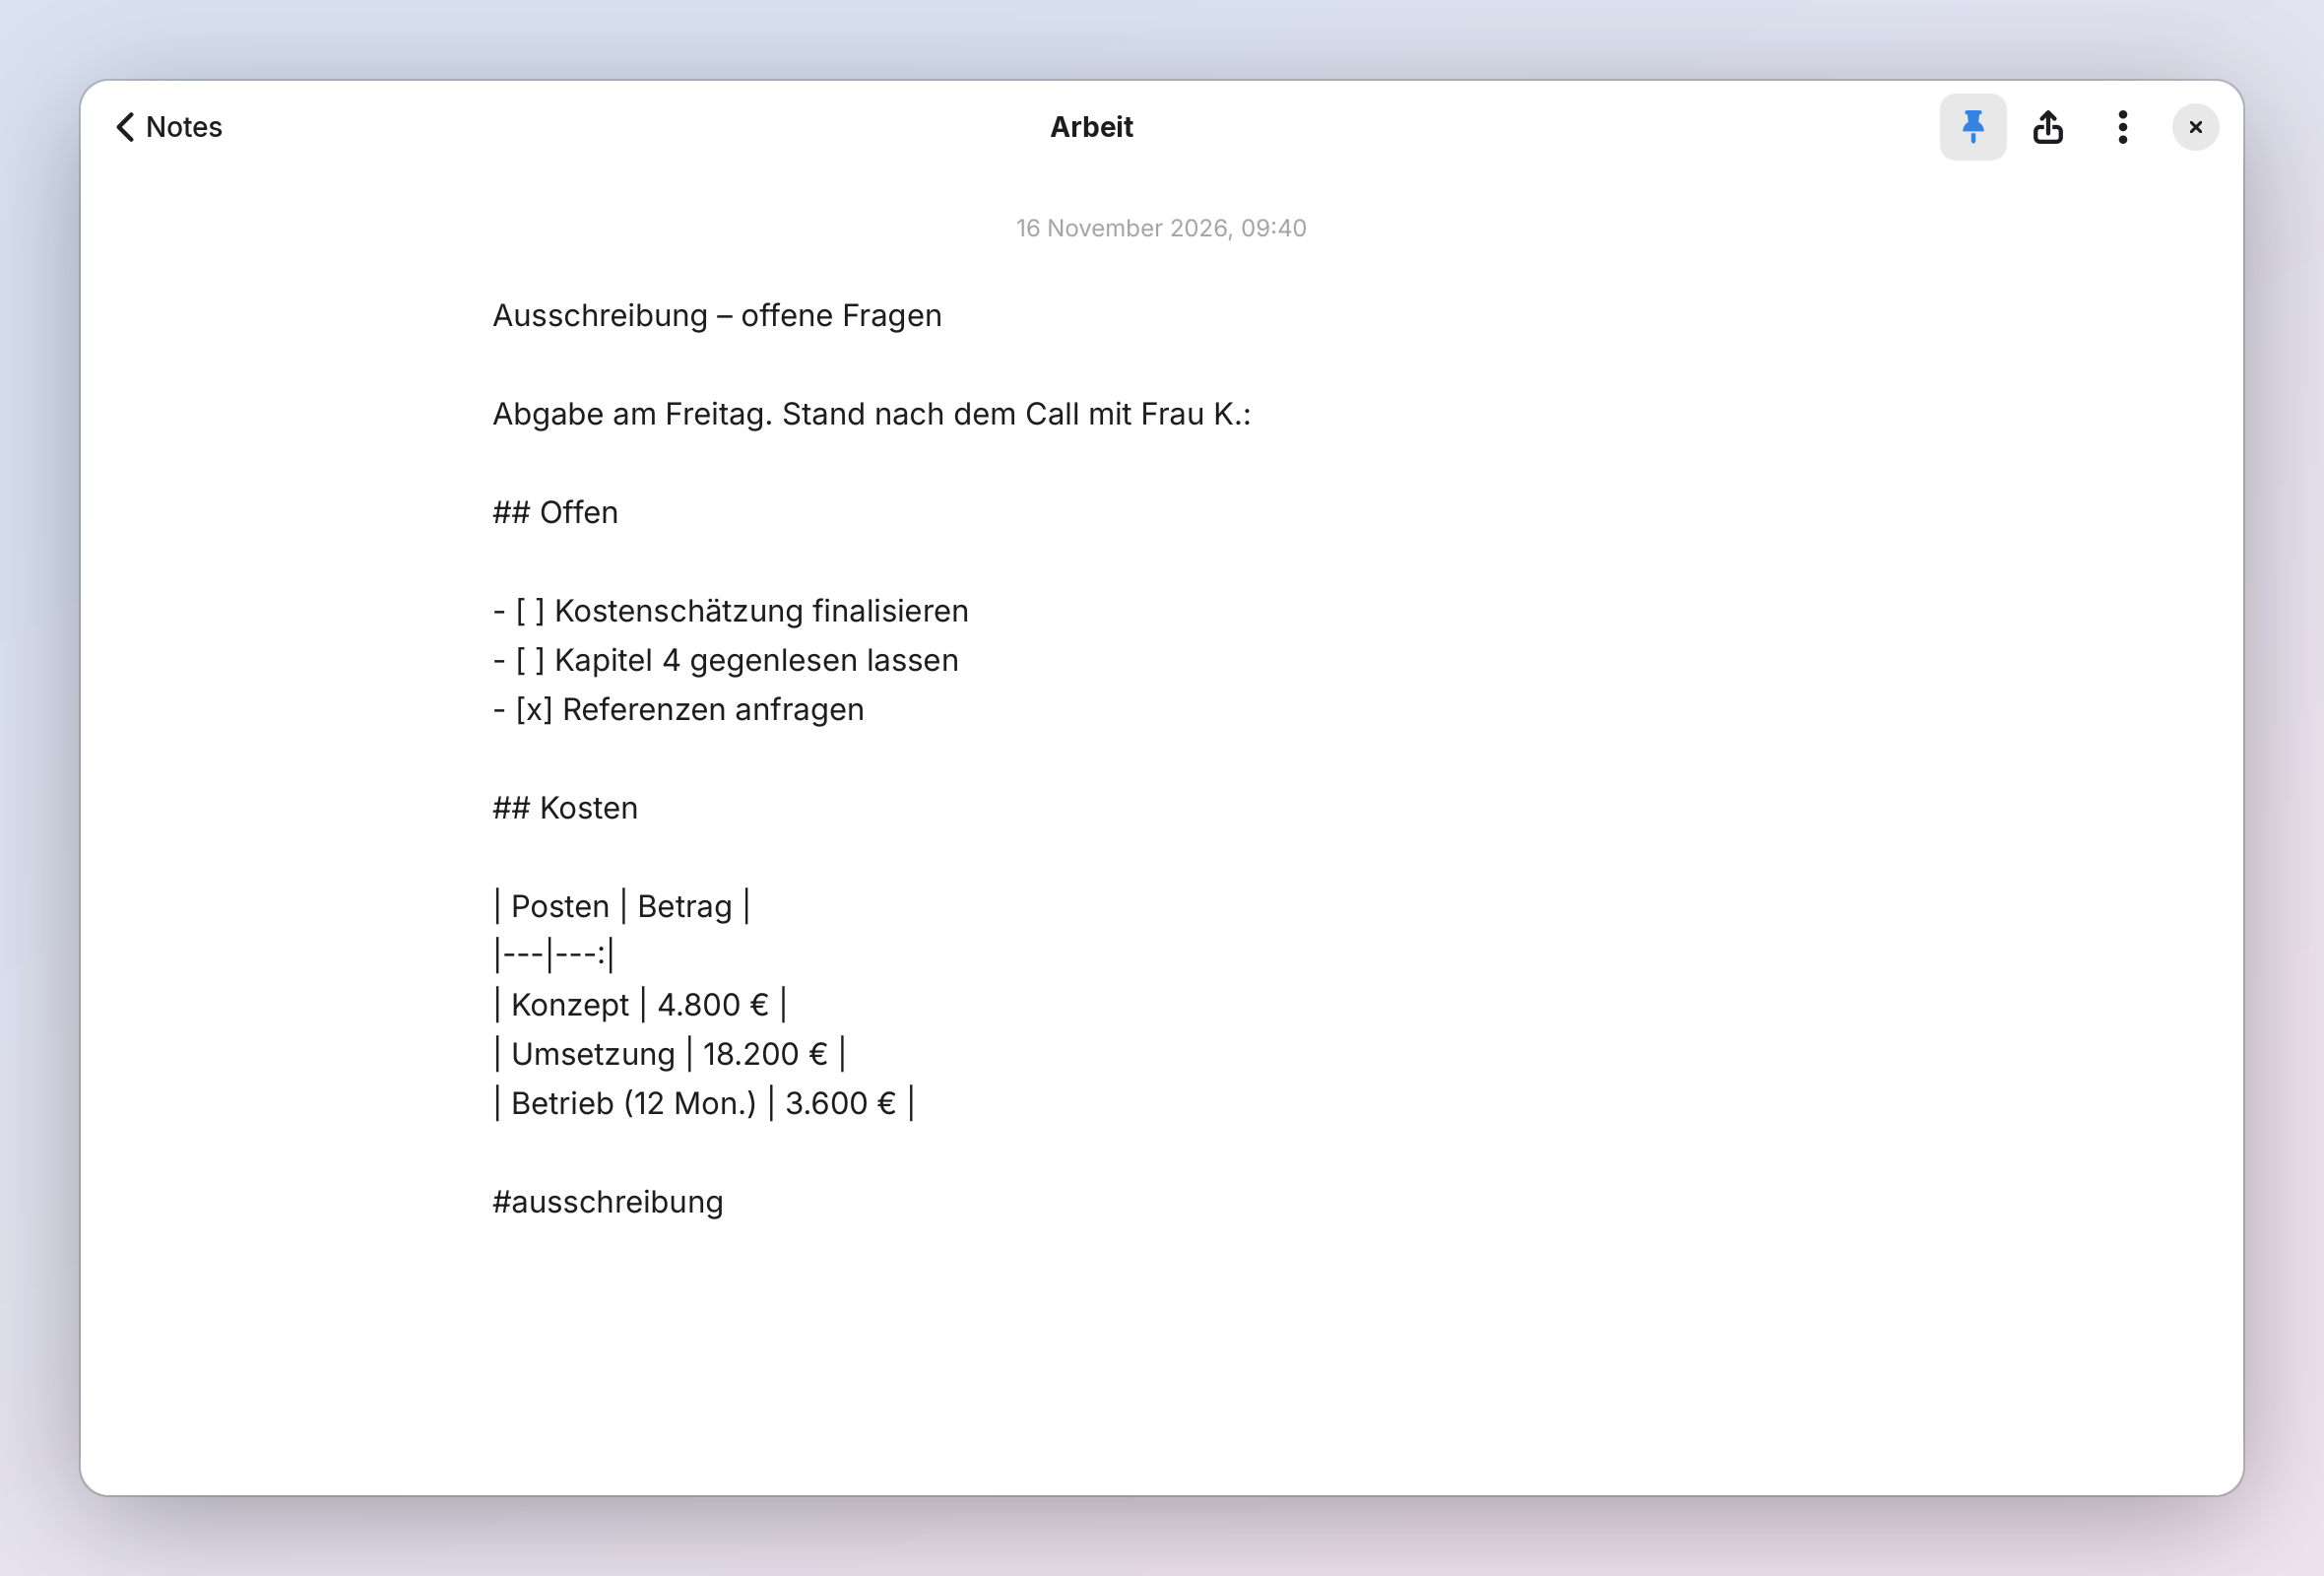 Notes
Arbeit
16 November 2026, 09:40
Ausschreibung – offene Fragen
Abgabe am Freitag. Stand nach dem Call mit Frau K.:
## Offen
- [ ] Kostenschätzung finalisieren
- [ ] Kapitel 4 gegenlesen lassen
- [x] Referenzen anfragen
## Kosten
| Posten | Betrag |
|---|---:|
| Konzept | 4.800 € |
| Umsetzung | 18.200 € |
| Betrieb (12 Mon.) | 3.600 € |
#ausschreibung